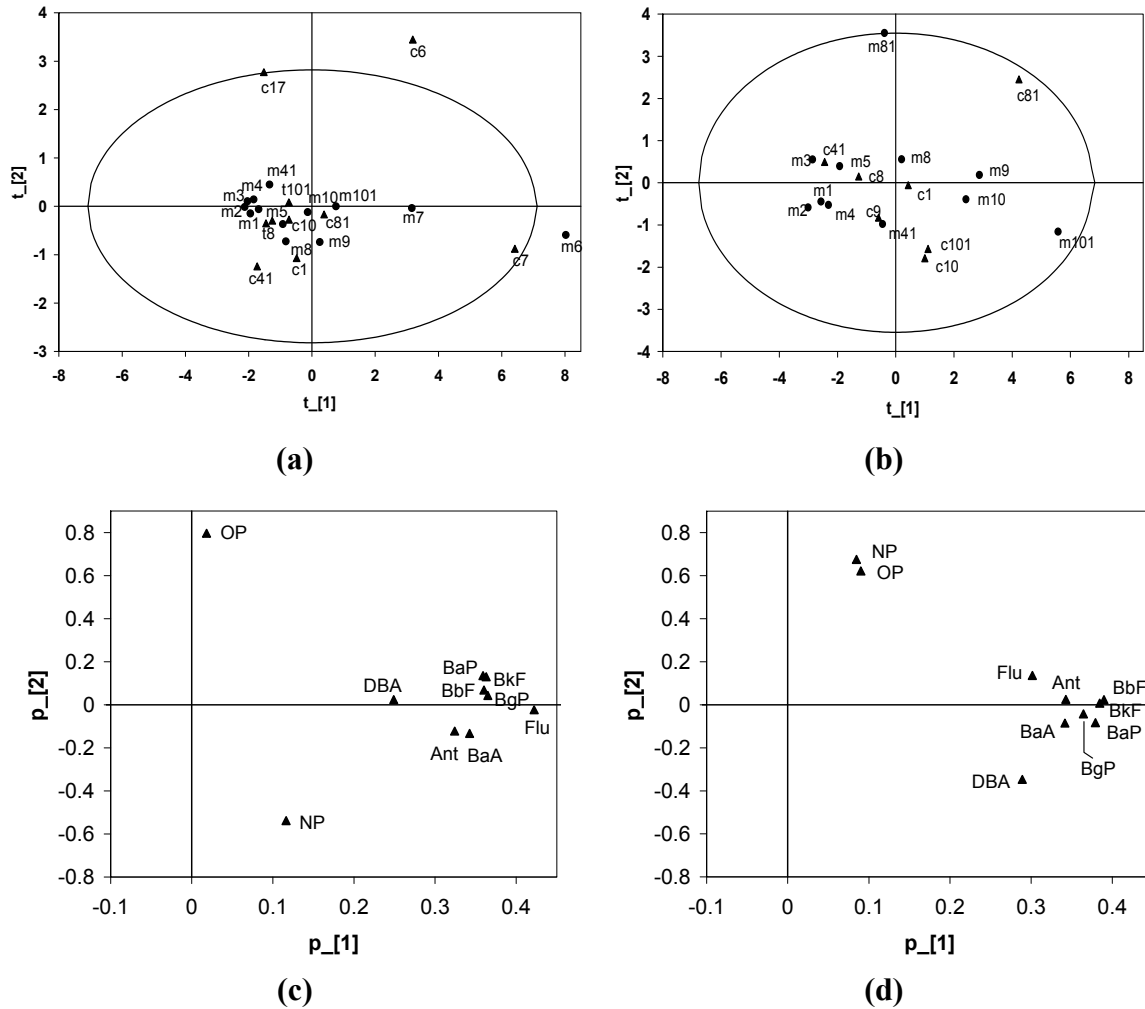 4
c6
3
c17
2
t_[2]
1
m41
m3 m4 t101 m10 m101
0
m2 m5 c10 c81 m7
m1 t8 m6
-1
m8 m9 c7
c41 c1
-2
-3
-8 -6 -4 -2 0 2 4 6 8
t_[1]
(a)
4
m81
3
c81
2
t_[2]
1
m3 c41 m5 m8 m9
c8
0
m1 c1 m10
m2 m4 c9
-1
m41 m101
c101
-2
c10
-3
-4
-8 -6 -4 -2 0 2 4 6 8
t_[1]
(b)
0.8
OP
0.6
0.4
p_[2]
0.2
BaP BkF
DBA BbF BgP
0
Flu
Ant BaA
-0.2
-0.4
NP
-0.6
-0.8
-0.1 0 0.1 0.2 0.3 0.4
p_[1]
(c)
0.8
NP
0.6
OP
0.4
p_[2]
0.2
Flu Ant BbF
0
BkF
BaA BaP
-0.2
BgP
DBA
-0.4
-0.6
-0.8
-0.1 0 0.1 0.2 0.3 0.4
p_[1]
(d)